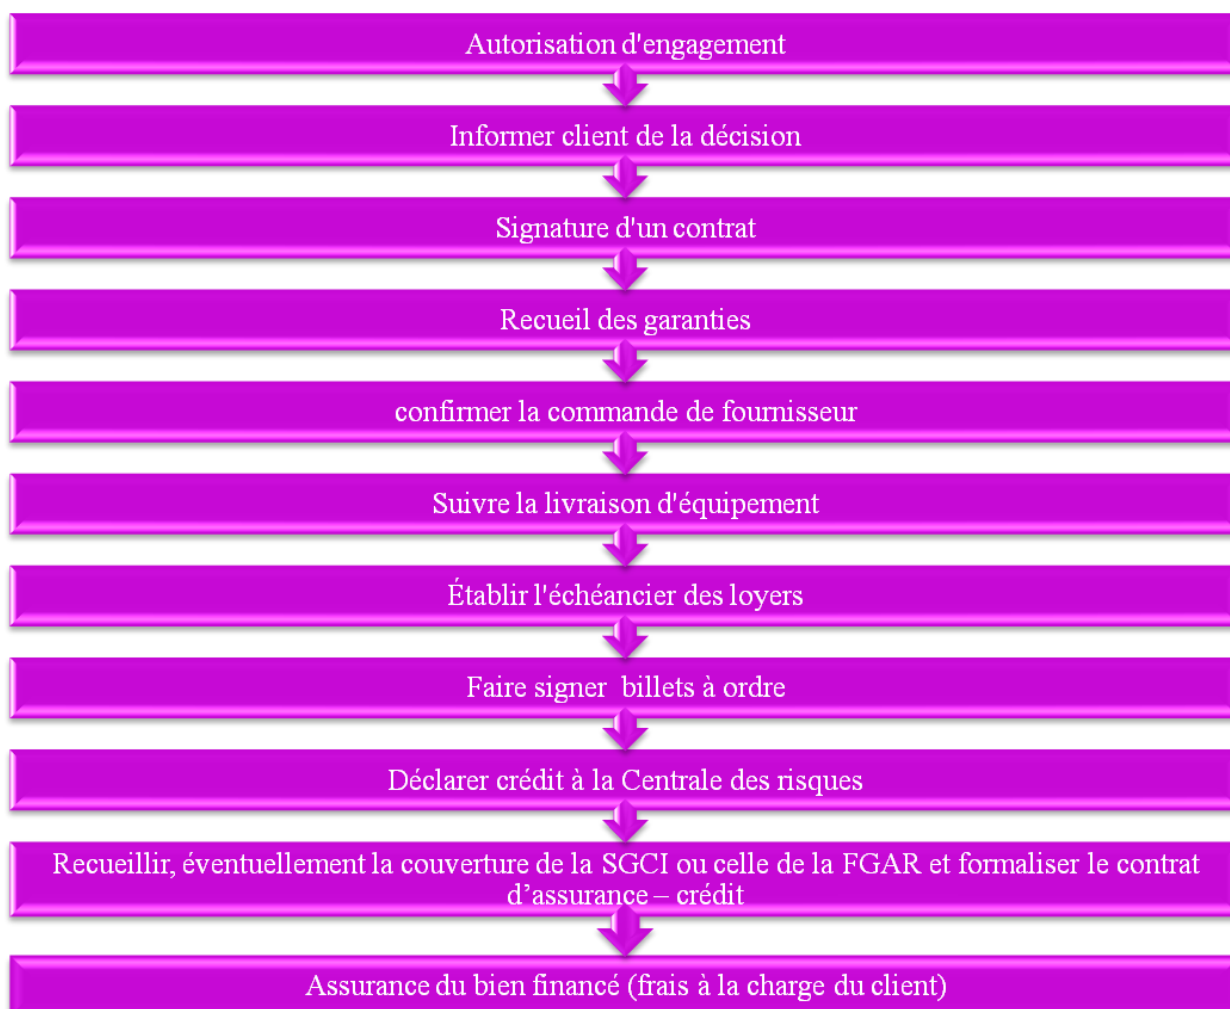 Autorisation d'engagement
Informer client de la décision
Signature d'un contrat
Recueil des garanties
confirmer la commande de fournisseur
Suivre la livraison d'équipement
Établir l'échéancier des loyers
Faire signer billets à ordre
Déclarer crédit à la Centrale des risques
Recueillir, éventuellement la couverture de la SGCI ou celle de la FGAR et formaliser le contrat
d’assurance – crédit
Assurance du bien financé (frais à la charge du client)